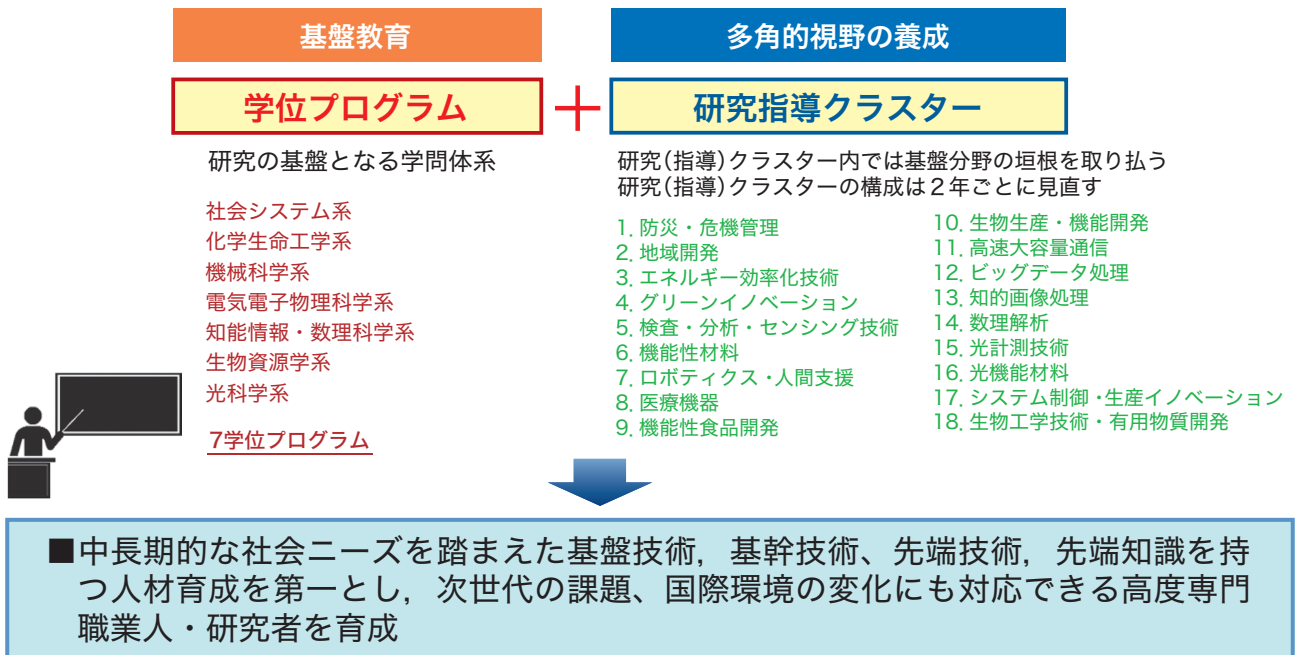 基盤教育
学位プログラム
研究の基盤となる学問体系
社会システム系
化学生命工学系
機械科学系
電気電子物理科学系
知能情報・数理科学系
生物資源学系
光科学系
7学位プログラム
+
多角的視野の養成
研究指導クラスター
研究(指導)クラスター内では基盤分野の垣根を取り払う
研究(指導)クラスターの構成は2年ごとに見直す
1. 防災・危機管理
2. 地域開発
3. エネルギー効率化技術
4. グリーンイノベーション
5. 検査・分析・センシング技術
6. 機能性材料
7. ロボティクス・人間支援
8. 医療機器
9. 機能性食品開発
10. 生物生産・機能開発
11. 高速大容量通信
12. ビッグデータ処理
13. 知的画像処理
14. 数理解析
15. 光計測技術
16. 光機能材料
17. システム制御・生産イノベーション
18. 生物工学技術・有用物質開発
■中長期的な社会ニーズを踏まえた基盤技術，基幹技術、先端技術，先端知識を持
つ人材育成を第一とし，次世代の課題、国際環境の変化にも対応できる高度専門
職業人・研究者を育成